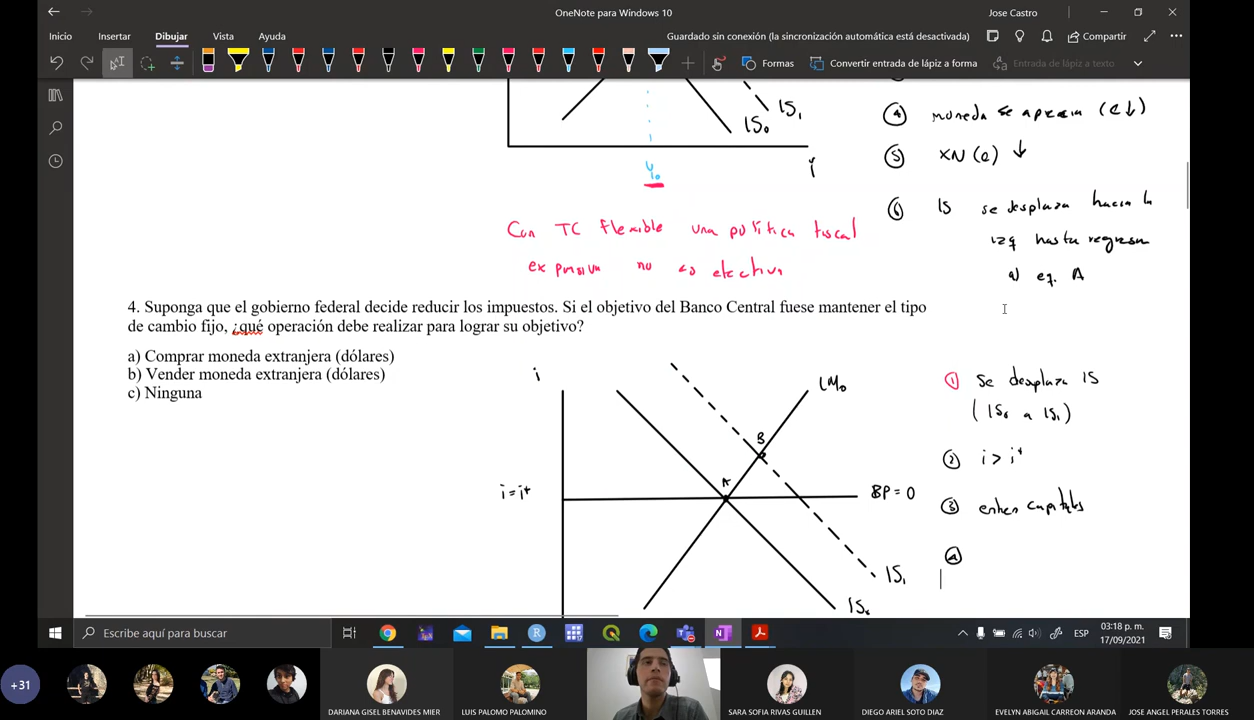 OneNote para Windows 10
Jose Castro
Inicio Insertar Dibujar Vista Ayuda
Guardado sin conexión (la sincronización automática está desactivada)
Compartir
Formas
Convertir entrada de lápiz a forma
Entrada de lápiz a texto
IS₁
IS₀
Y₀
④ moneda se aprecia (e↓)
⑤ XN (e) ↓
⑥ IS se desplaza hacia la
izq hasta regresar
al eq. A
Con TC flexible una política fiscal
expansiva no es efectiva
4. Suponga que el gobierno federal decide reducir los impuestos. Si el objetivo del Banco Central fuese mantener el tipo
de cambio fijo, ¿qué operación debe realizar para lograr su objetivo?
a) Comprar moneda extranjera (dólares)
b) Vender moneda extranjera (dólares)
c) Ninguna
i
LM₀
B
A
i=i*
BP=0
IS₁
IS₀
① Se desplaza IS
(IS₀ a IS₁)
② i > i*
③ entran capitales
④
Escribe aquí para buscar
ESP
03:18 p. m.
17/09/2021
+31
DARIANA GISEL BENAVIDES MIER
LUIS PALOMO PALOMINO
SARA SOFIA RIVAS GUILLEN
DIEGO ARIEL SOTO DIAZ
EVELYN ABIGAIL CARREON ARANDA
JOSE ANGEL PERALES TORRES